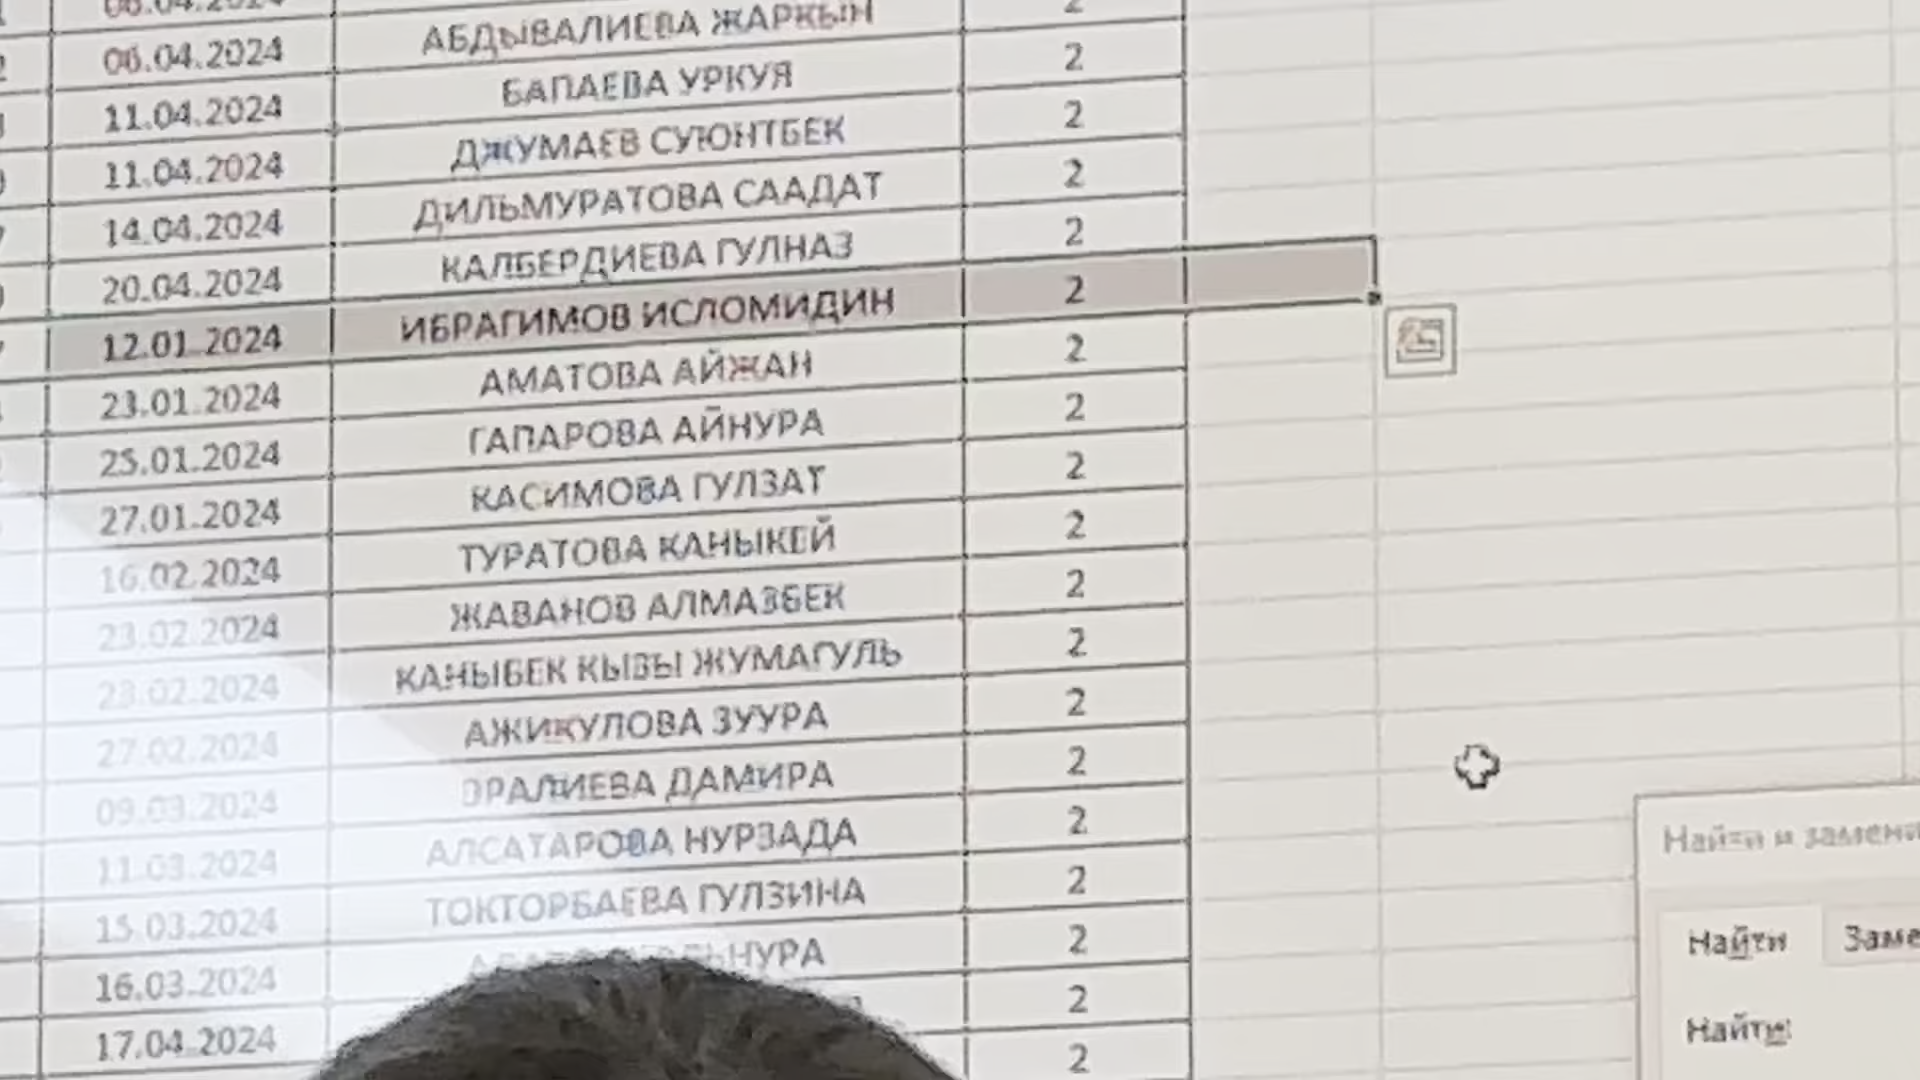 06.04.2024 АБДЫВАЛИЕВА ЖАРКЫН 2
11.04.2024 БАПАЕВА УРКУЯ 2
11.04.2024 ДЖУМАЕВ СУЮНТБЕК 2
14.04.2024 ДИЛЬМУРАТОВА СААДАТ 2
20.04.2024 КАЛБЕРДИЕВА ГУЛНАЗ 2
12.01.2024 ИБРАГИМОВ ИСЛОМИДИН 2
23.01.2024 АМАТОВА АЙЖАН 2
25.01.2024 ГАПАРОВА АЙНУРА 2
27.01.2024 КАСИМОВА ГУЛЗАТ 2
16.02.2024 ТУРАТОВА КАНЫКЕЙ 2
23.02.2024 ЖАВАНОВ АЛМАЗБЕК 2
23.02.2024 КАНЫБЕК КЫЗЫ ЖУМАГУЛЬ 2
27.02.2024 АЖИКУЛОВА ЗУУРА 2
09.03.2024 ОРАЛИЕВА ДАМИРА 2
11.03.2024 АЛСАТАРОВА НУРЗАДА 2
15.03.2024 ТОКТОРБАЕВА ГУЛЗИНА 2
16.03.2024 2
17.04.2024 2
2
Найти и замени
Найти Заме
Найти: